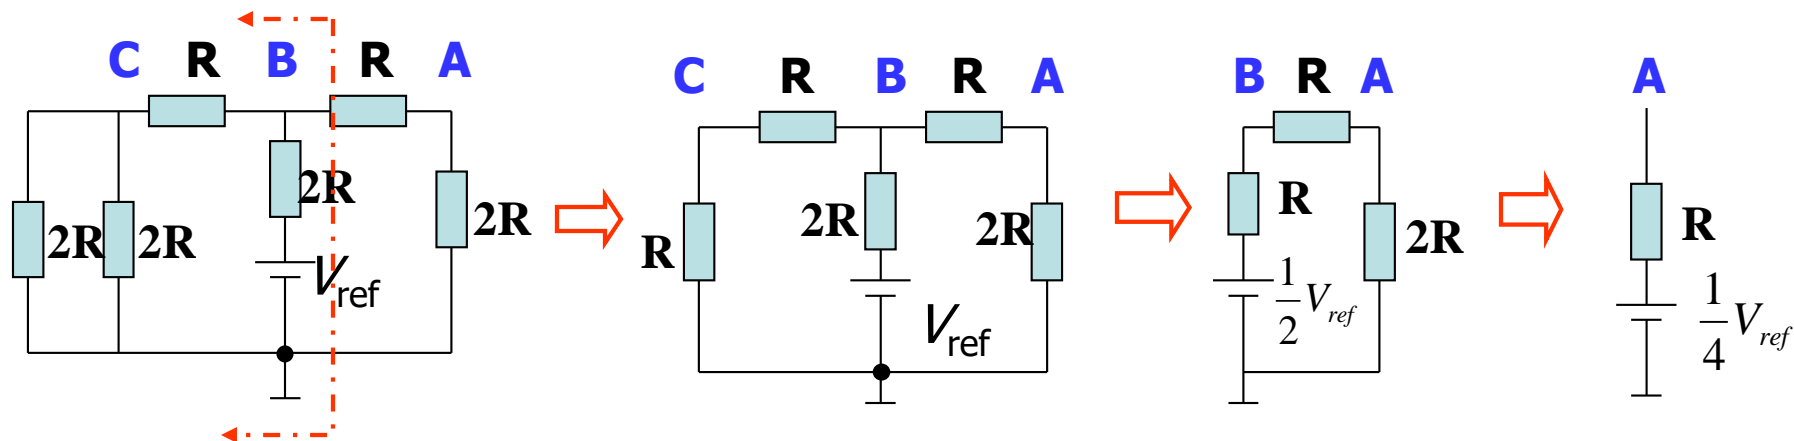 C R B R A
2R 2R 2R 2R
Vref
C R B R A
R 2R 2R
Vref
B R A
R 2R
1/2 Vref
A
R
1/4 Vref